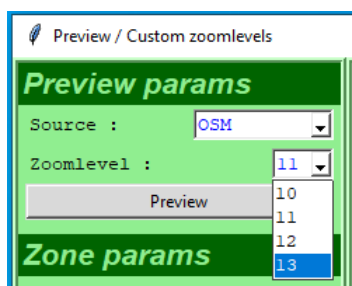 Preview / Custom zoomlevels
Preview params
Source : OSM
Zoomlevel : 11
Preview
10
11
12
13
Zone params